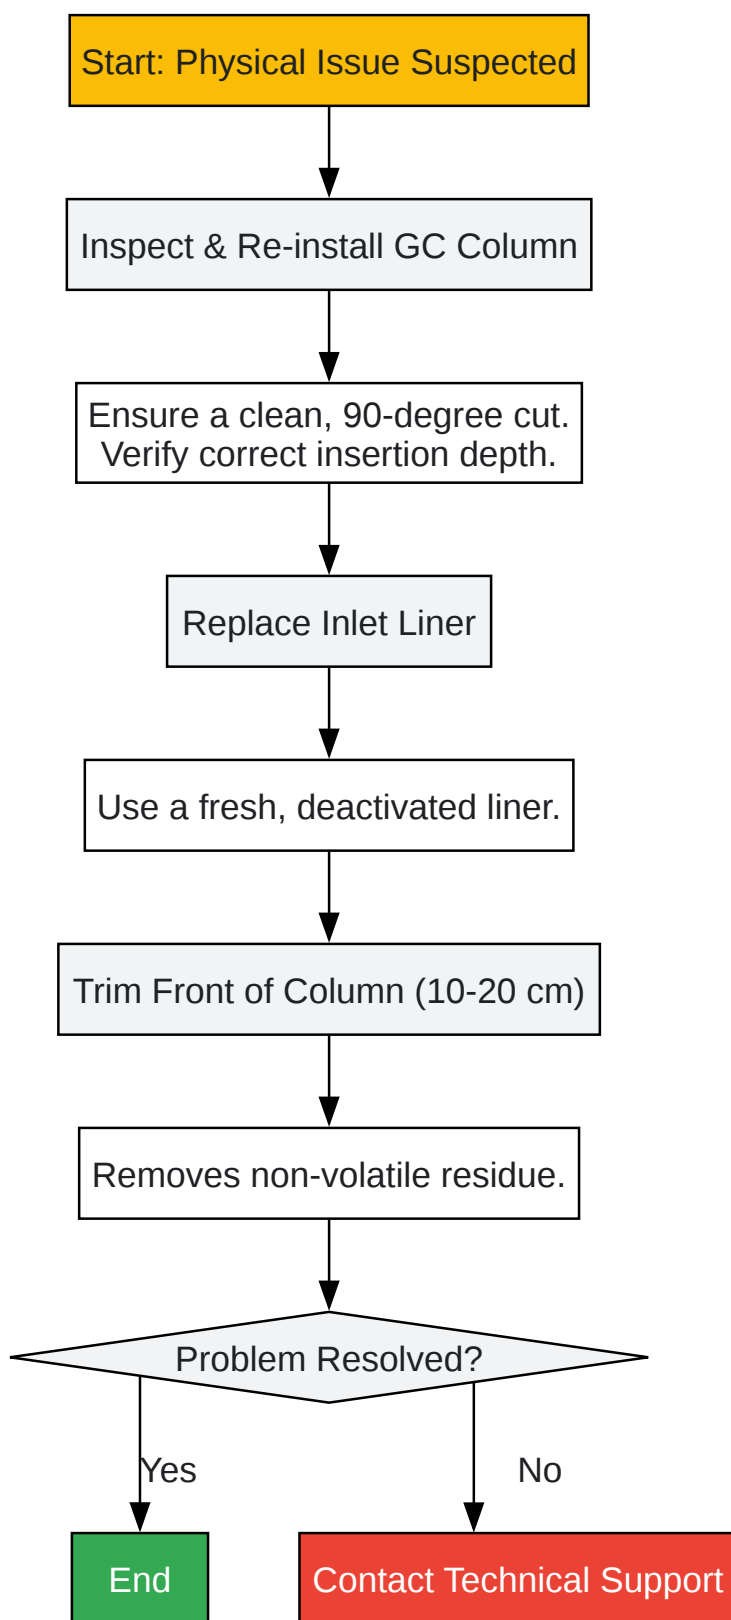 Start: Physical Issue Suspected
Inspect & Re-install GC Column
Ensure a clean, 90-degree cut.
Verify correct insertion depth.
Replace Inlet Liner
Use a fresh, deactivated liner.
Trim Front of Column (10-20 cm)
Removes non-volatile residue.
Problem Resolved?
Yes
No
End
Contact Technical Support